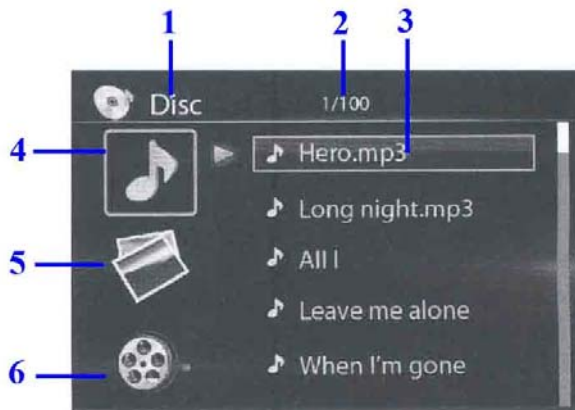 1 2 3
Disc 1/100
4
Hero.mp3
Long night.mp3
5
All i
Leave me alone
6
When I'm gone